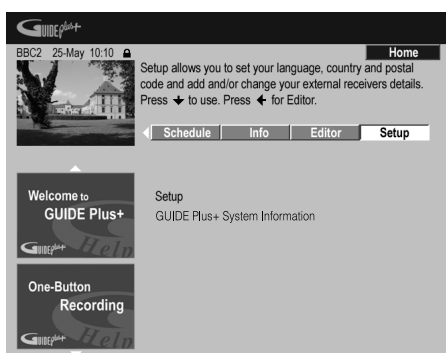 GUIDE Plus+
BBC2 25-May 10:10
Home
Setup allows you to set your language, country and postal
code and add and/or change your external receivers details.
Press ↓ to use. Press ← for Editor.
Schedule Info Editor Setup
Welcome to
GUIDE Plus+
GUIDE Plus+ Help
Setup
GUIDE Plus+ System Information
One-Button
Recording
GUIDE Plus+ Help